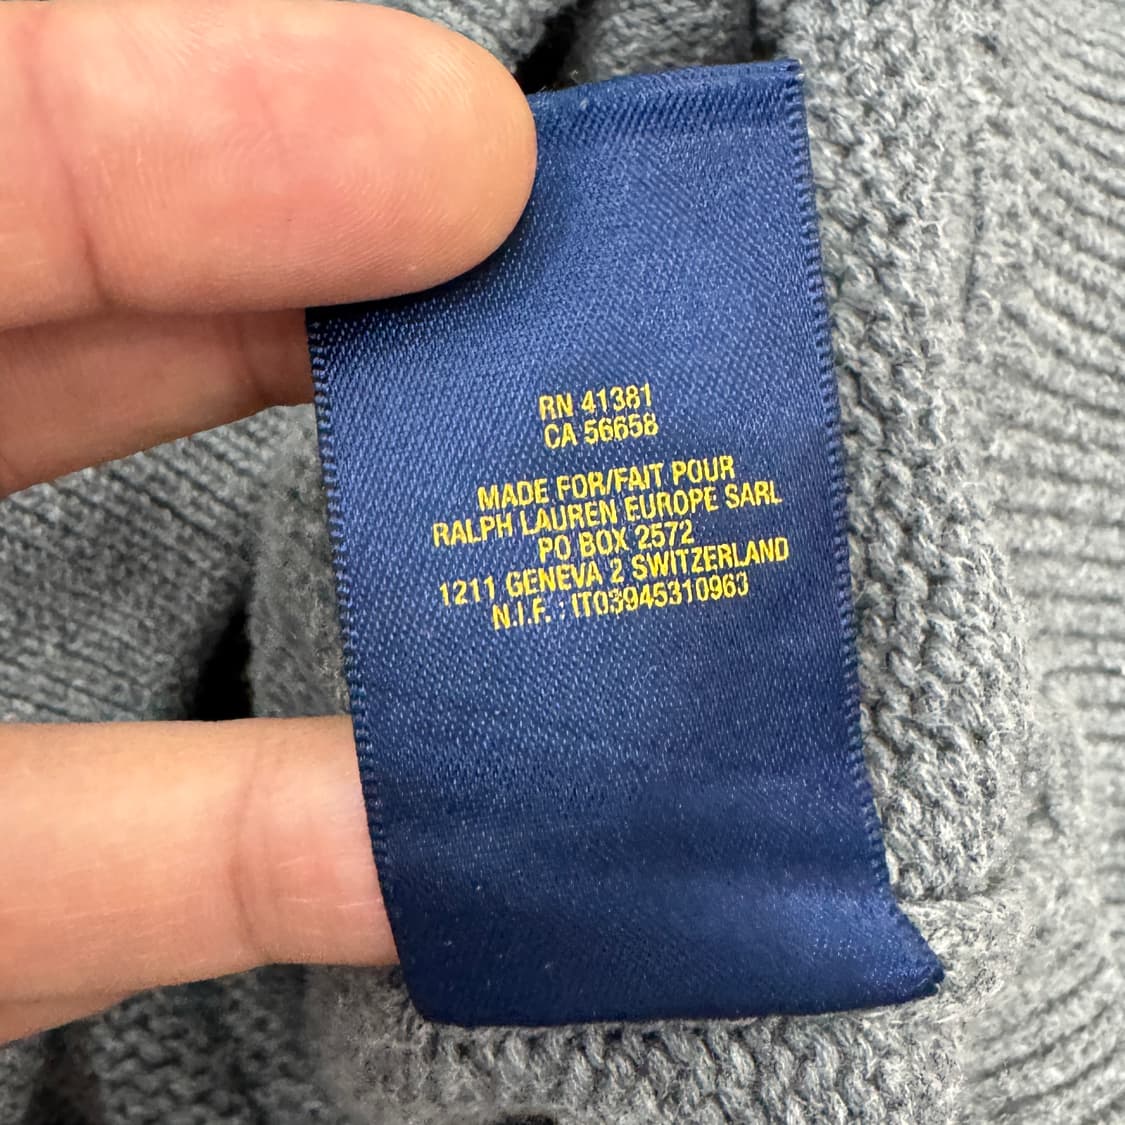 RN 41381
CA 56658
MADE FOR/FAIT POUR
RALPH LAUREN EUROPE SARL
PO BOX 2572
1211 GENEVA 2 SWITZERLAND
N.I.F. : IT03945310963